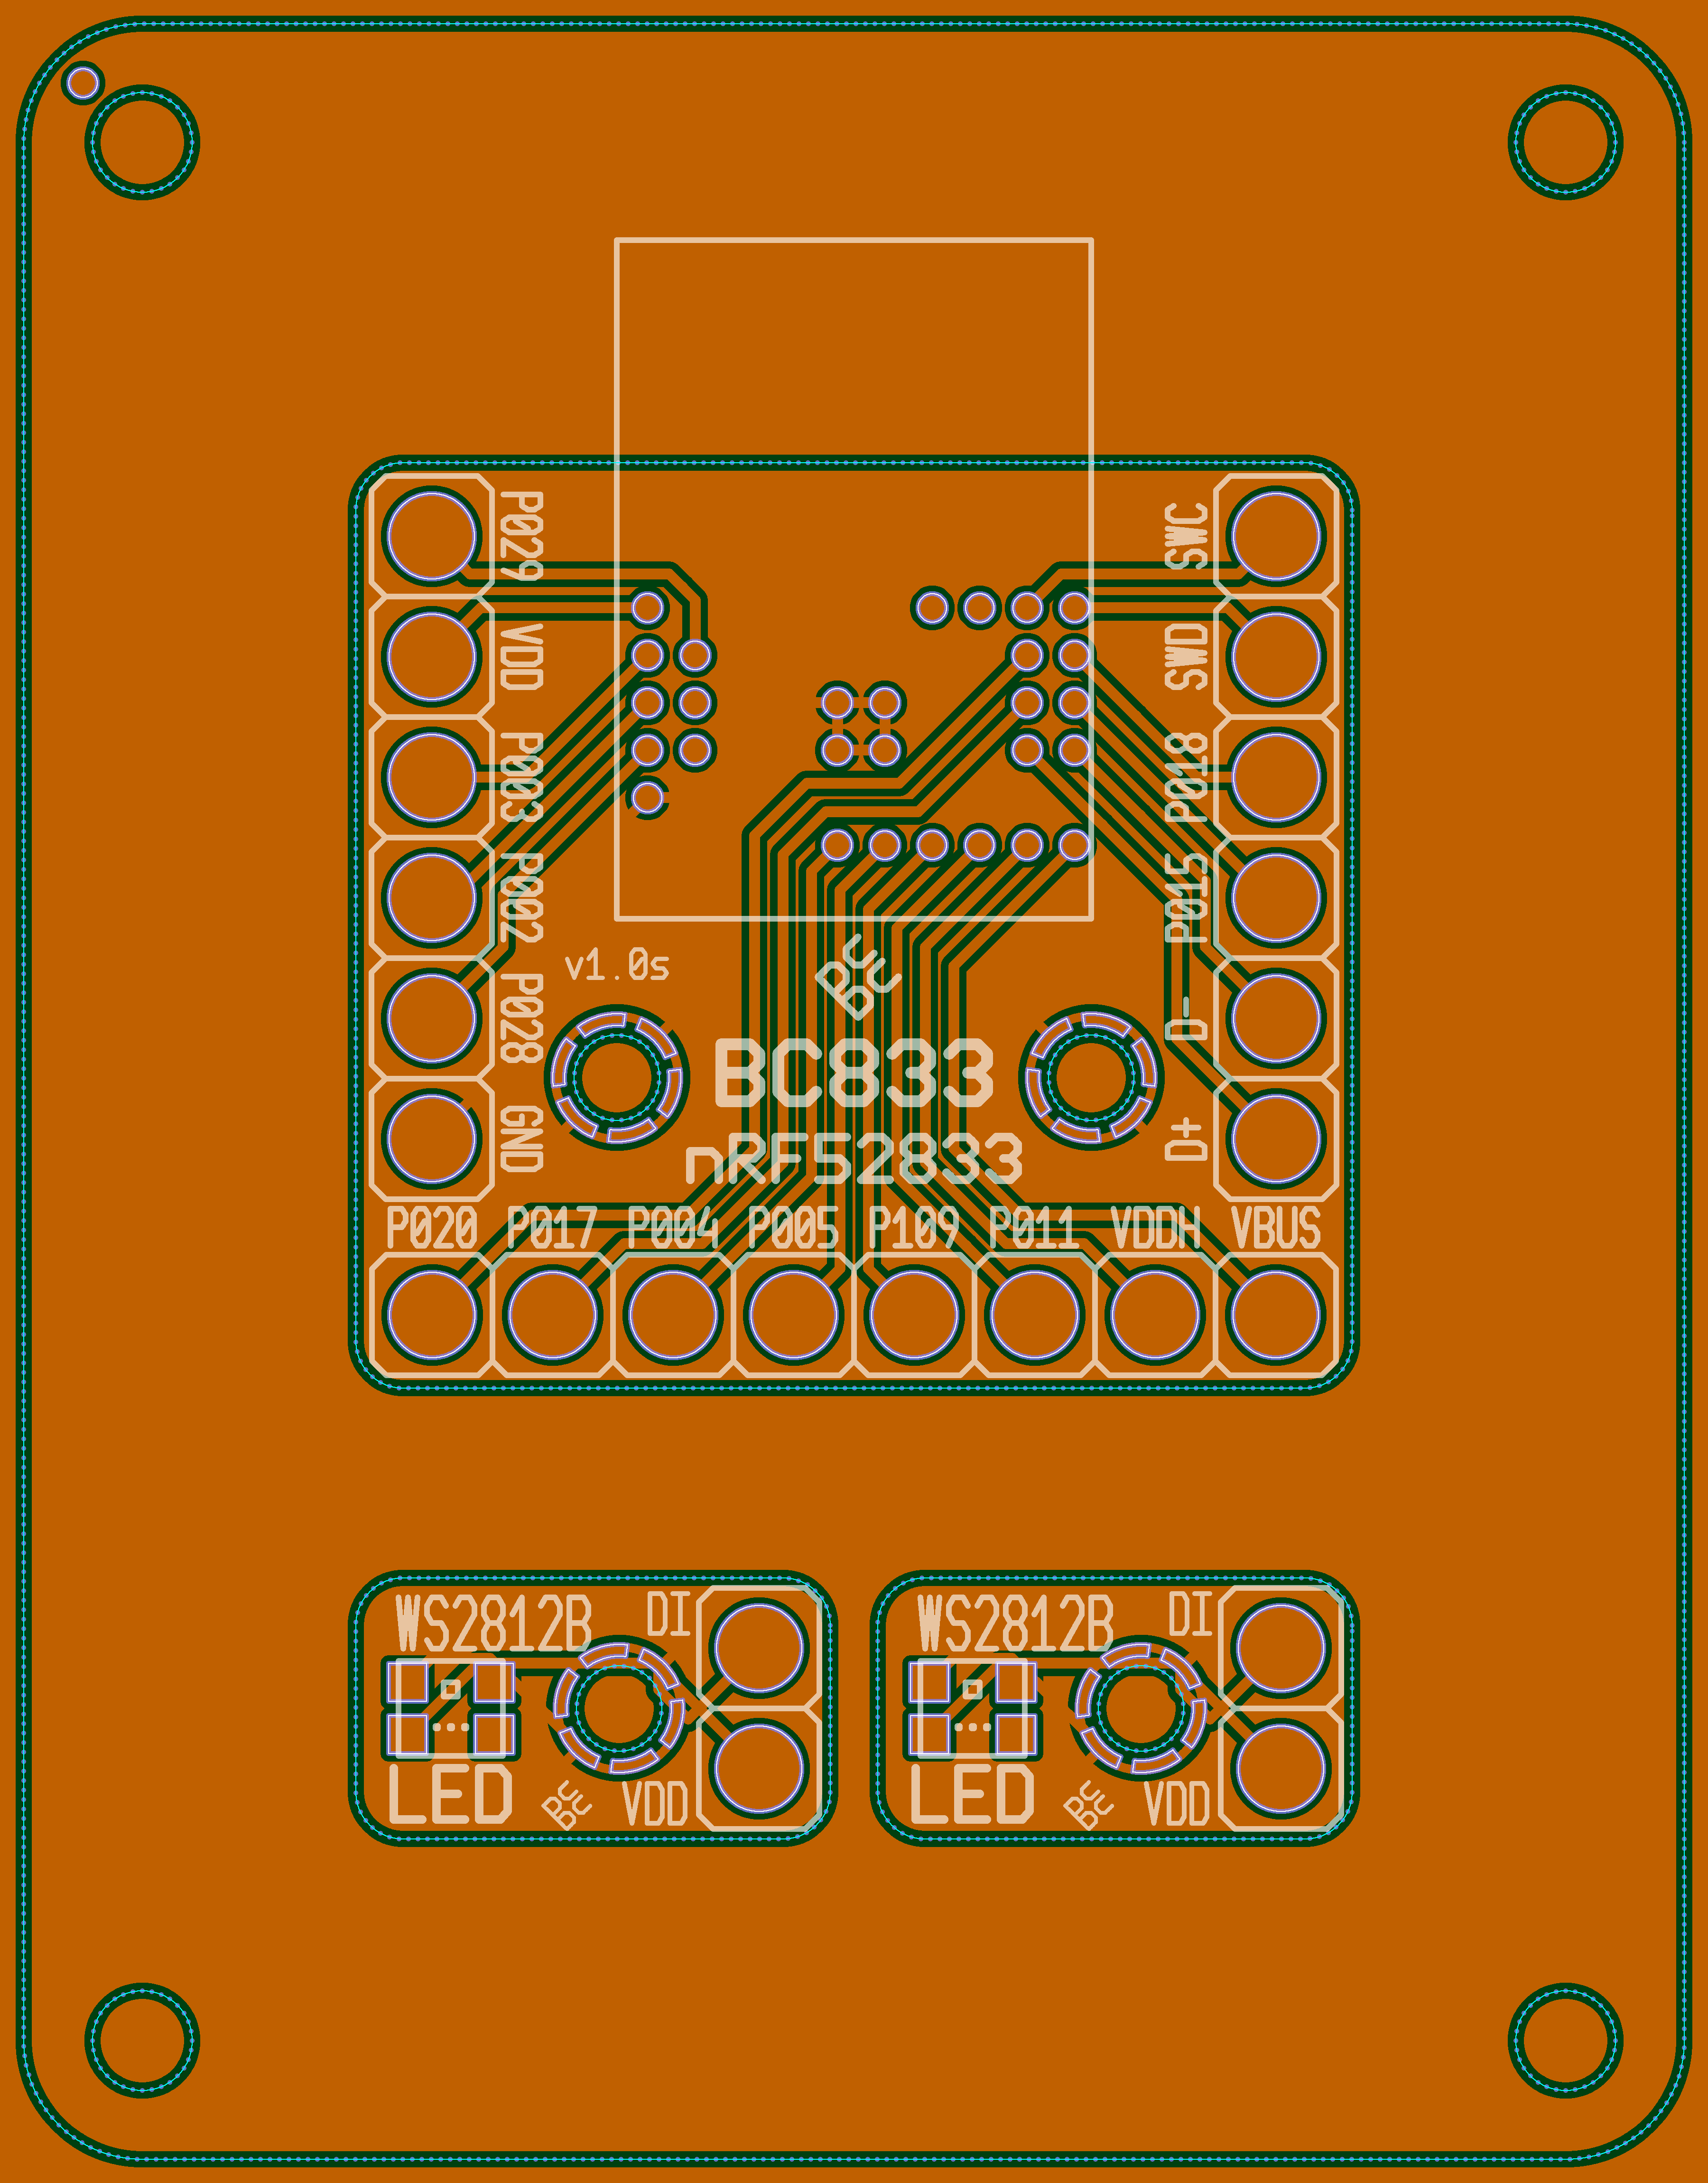 P029
SWC
VDD
SWD
P003
P018
P002
P015
v1.0s
BC
P028
D-
BC833
GND
nRF52833
D+
P020 P017 P004 P005 P109 P011 VDDH VBUS
WS2812B DI
LED BC VDD
WS2812B DI
LED BC VDD